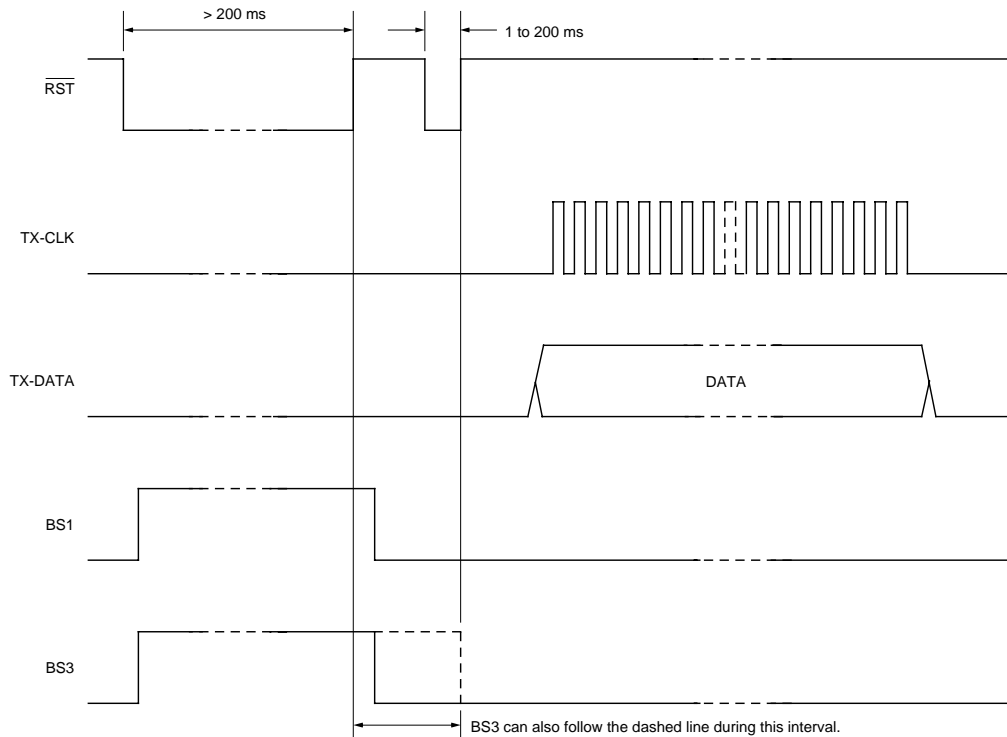 > 200 ms
1 to 200 ms
RST
TX-CLK
TX-DATA
DATA
BS1
BS3
BS3 can also follow the dashed line during this interval.